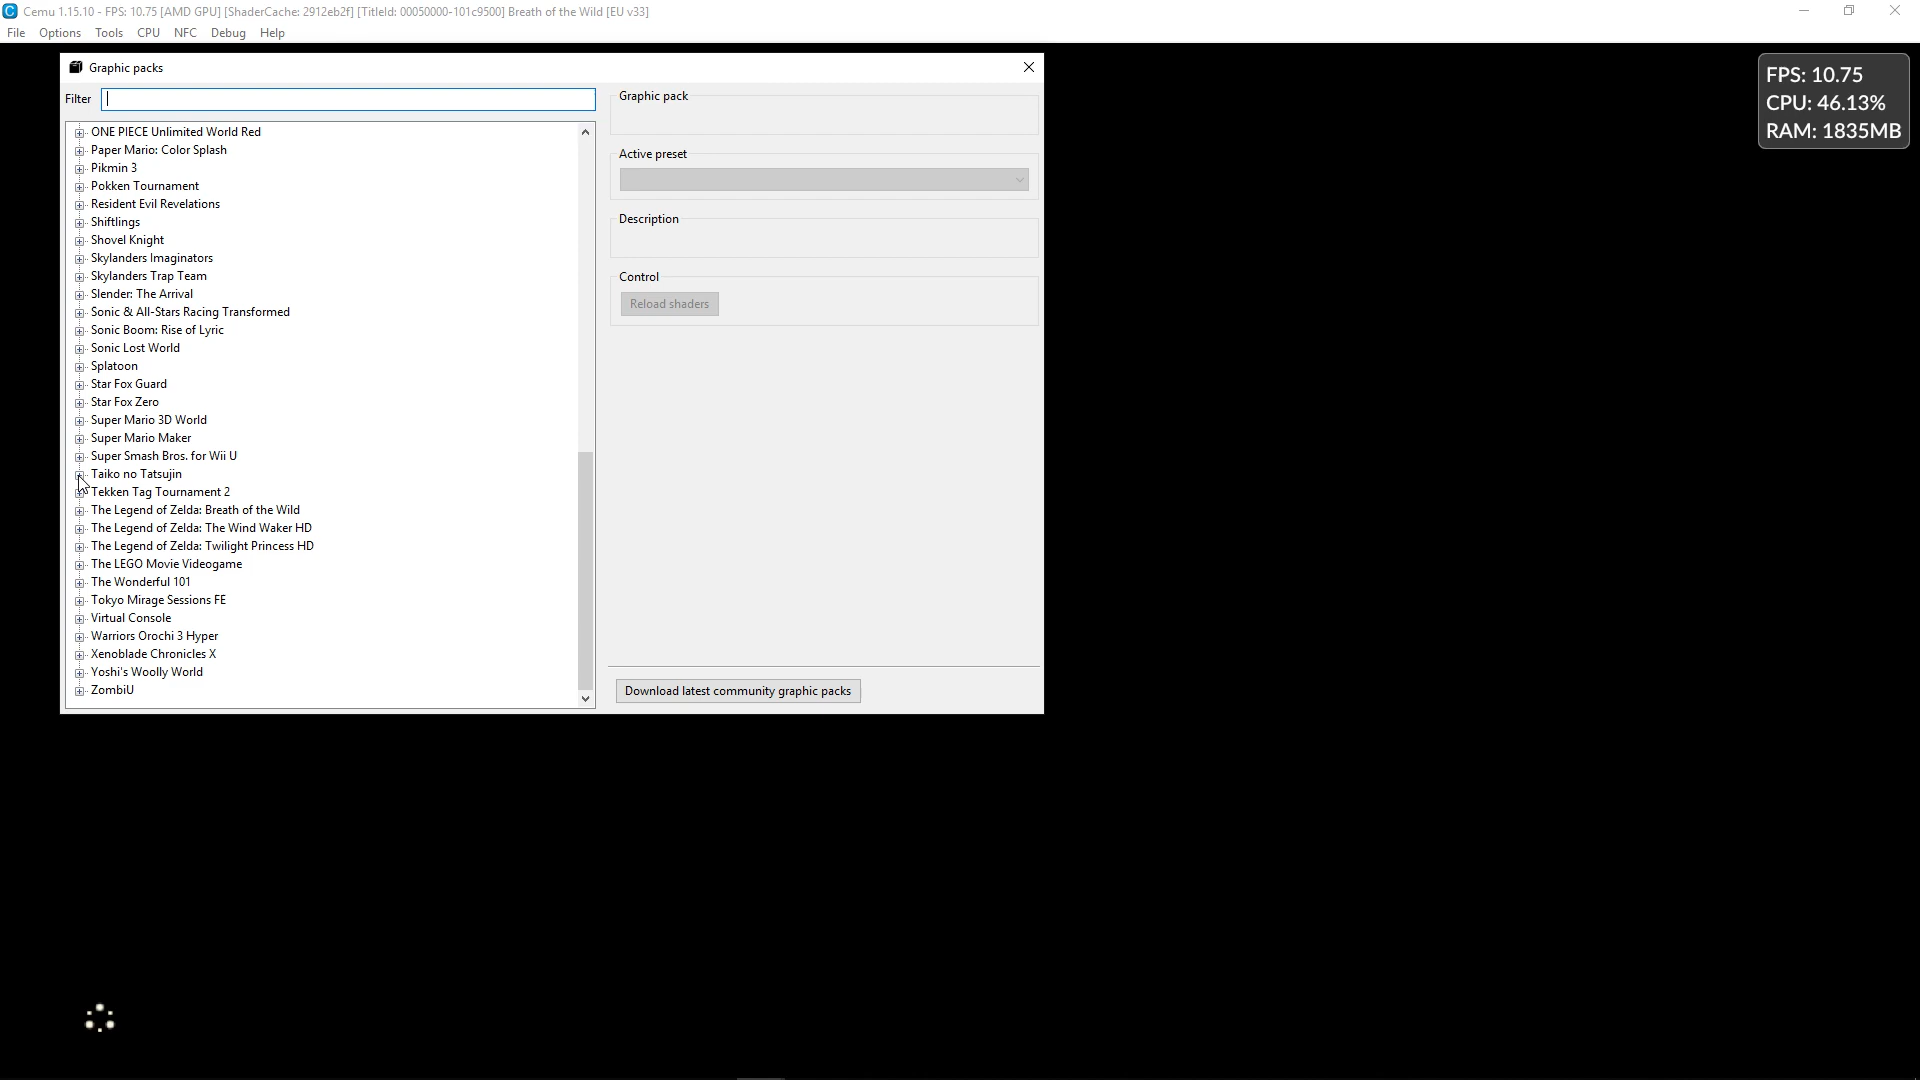 Cemu 1.15.10 - FPS: 10.75 [AMD GPU] [ShaderCache: 2912eb2f] [TitleId: 00050000-101c9500] Breath of the Wild [EU v33]
File Options Tools CPU NFC Debug Help
Graphic packs
Filter
ONE PIECE Unlimited World Red
Paper Mario: Color Splash
Pikmin 3
Pokken Tournament
Resident Evil Revelations
Shiftlings
Shovel Knight
Skylanders Imaginators
Skylanders Trap Team
Slender: The Arrival
Sonic & All-Stars Racing Transformed
Sonic Boom: Rise of Lyric
Sonic Lost World
Splatoon
Star Fox Guard
Star Fox Zero
Super Mario 3D World
Super Mario Maker
Super Smash Bros. for Wii U
Taiko no Tatsujin
Tekken Tag Tournament 2
The Legend of Zelda: Breath of the Wild
The Legend of Zelda: The Wind Waker HD
The Legend of Zelda: Twilight Princess HD
The LEGO Movie Videogame
The Wonderful 101
Tokyo Mirage Sessions FE
Virtual Console
Warriors Orochi 3 Hyper
Xenoblade Chronicles X
Yoshi's Woolly World
ZombiU
Graphic pack
Active preset
Description
Control
Reload shaders
Download latest community graphic packs
FPS: 10.75
CPU: 46.13%
RAM: 1835MB